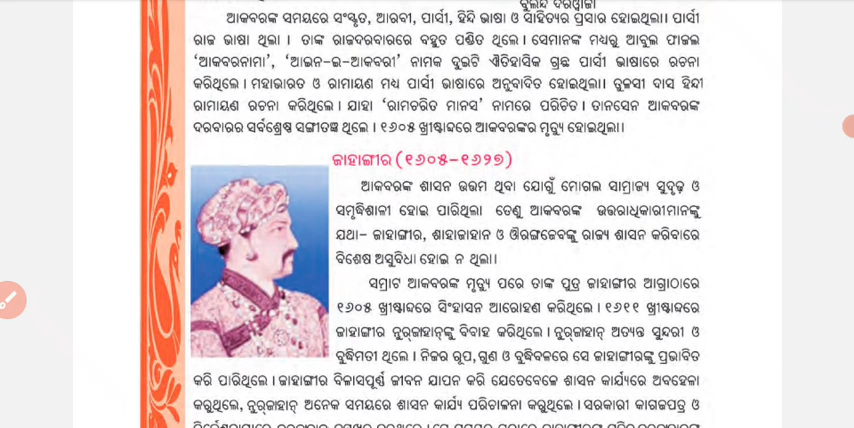 ବୁଲନ୍ଦ ଦରୱାଜା
ଆକବରଙ୍କ ସମୟରେ ସଂସ୍କୃତ, ଆରବୀ, ପାର୍ସୀ, ହିନ୍ଦି ଭାଷା ଓ ସାହିତ୍ୟର ପ୍ରସାର ହୋଇଥିଲା। ପାର୍ସୀ
ରାଜ ଭାଷା ଥିଲା । ତାଙ୍କ ରାଜଦରବାରରେ ବହୁତ ପଣ୍ଡିତ ଥିଲେ । ସେମାନଙ୍କ ମଧ୍ୟରୁ ଆବୁଲ ଫାଜଲ
‘ଆକବରନାମା’, ‘ଆଇନ-ଇ-ଆକବରୀ’ ନାମକ ଦୁଇଟି ଐତିହାସିକ ଗ୍ରନ୍ଥ ପାର୍ସୀ ଭାଷାରେ ରଚନା
କରିଥିଲେ । ମହାଭାରତ ଓ ରାମାୟଣ ମଧ୍ୟ ପାର୍ସୀ ଭାଷାରେ ଅନୁବାଦିତ ହୋଇଥିଲା। ତୁଳସୀ ଦାସ ହିନ୍ଦୀ
ରାମାୟଣ ରଚନା କରିଥିଲେ । ଯାହା ‘ରାମଚରିତ ମାନସ’ ନାମରେ ପରିଚିତ । ତାନସେନ ଆକବରଙ୍କ
ଦରବାରର ସର୍ବଶ୍ରେଷ୍ଠ ସଙ୍ଗୀତଜ୍ଞ ଥିଲେ । ୧୬୦୫ ଖ୍ରୀଷ୍ଟାବ୍ଦରେ ଆକବରଙ୍କର ମୃତ୍ୟୁ ହୋଇଥିଲା।
ଜାହାଙ୍ଗୀର (୧୬୦୫-୧୬୨୭)
ଆକବରଙ୍କ ଶାସନ ଉତ୍ତମ ଥିବା ଯୋଗୁଁ ମୋଗଲ ସାମ୍ରାଜ୍ୟ ସୁଦୃଢ଼ ଓ
ସମୃଦ୍ଧିଶାଳୀ ହୋଇ ପାରିଥିଲା ତେଣୁ ଆକବରଙ୍କ ଉତ୍ତରାଧିକାରୀମାନଙ୍କୁ
ଯଥା- ଜାହାଙ୍ଗୀର, ଶାହାଜାହାନ ଓ ଔରଙ୍ଗଜେବଙ୍କୁ ରାଜ୍ୟ ଶାସନ କରିବାରେ
ବିଶେଷ ଅସୁବିଧା ହୋଇ ନ ଥିଲା।
ସମ୍ରାଟ ଆକବରଙ୍କ ମୃତ୍ୟୁ ପରେ ତାଙ୍କ ପୁତ୍ର ଜାହାଙ୍ଗୀର ଆଗ୍ରାଠାରେ
୧୬୦୫ ଖ୍ରୀଷ୍ଟାବ୍ଦରେ ସିଂହାସନ ଆରୋହଣ କରିଥିଲେ । ୧୬୧୧ ଖ୍ରୀଷ୍ଟାବ୍ଦରେ
ଜାହାଙ୍ଗୀର ନୁର୍‌ଜାହାନ୍‌ଙ୍କୁ ବିବାହ କରିଥିଲେ । ନୁର୍‌ଜାହାନ୍ ଅତ୍ୟନ୍ତ ସୁନ୍ଦରୀ ଓ
ବୁଦ୍ଧିମତୀ ଥିଲେ । ନିଜର ରୂପ,ଗୁଣ ଓ ବୁଦ୍ଧିବଳରେ ସେ ଜାହାଙ୍ଗୀରଙ୍କୁ ପ୍ରଭାବିତ
କରି ପାରିଥିଲେ । ଜାହାଙ୍ଗୀର ବିଳାସପୂର୍ଣ୍ଣ ଜୀବନ ଯାପନ କରି ଯେତେବେଳେ ଶାସନ କାର୍ଯ୍ୟରେ ଅବହେଳା
କରୁଥିଲେ, ନୁର୍‌ଜାହାନ୍ ଅନେକ ସମୟରେ ଶାସନ କାର୍ଯ୍ୟ ପରିଚାଳନା କରୁଥିଲେ । ସରକାରୀ କାଗଜପତ୍ର ଓ